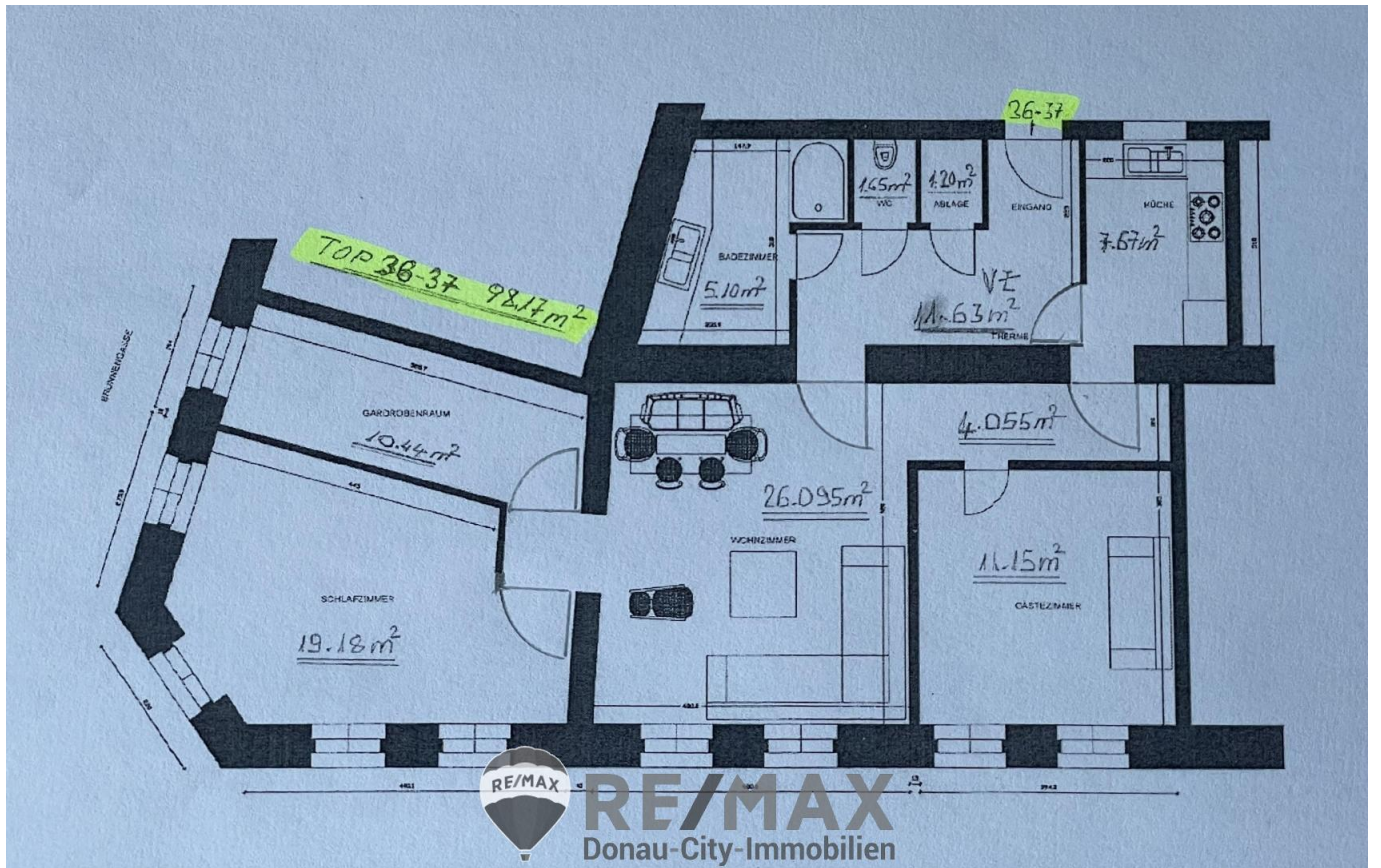 36-37
1.65m²
WC
1.20m²
ABLAGE
EINGANG
KÜCHE
7.67m²
BADEZIMMER
5.10m²
VZ
11.63m²
THERME
TOP 36-37 98.17m²
BRUNNENGASSE
GARDROBENRAUM
10.44m²
4.055m²
26.095m²
WOHNZIMMER
11.15m²
GÄSTEZIMMER
SCHLAFZIMMER
19.18m²
RE/MAX
RE/MAX
Donau-City-Immobilien